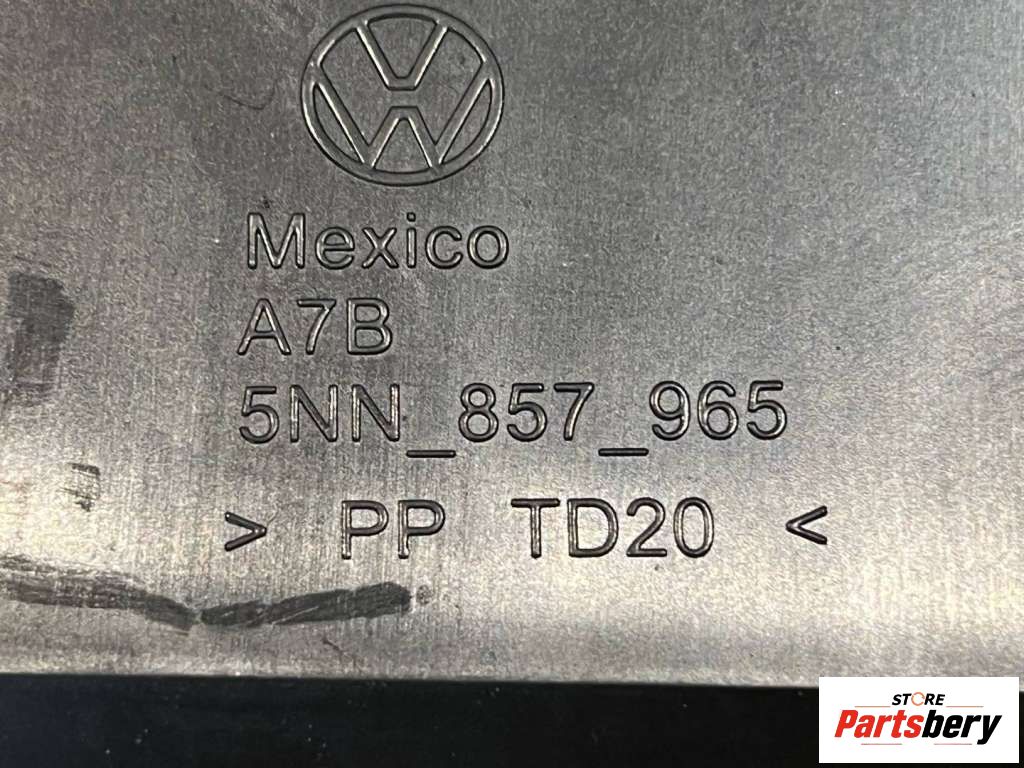 Mexico
A7B
5NN_857_965
> PP TD20 <
STORE
Partsbery